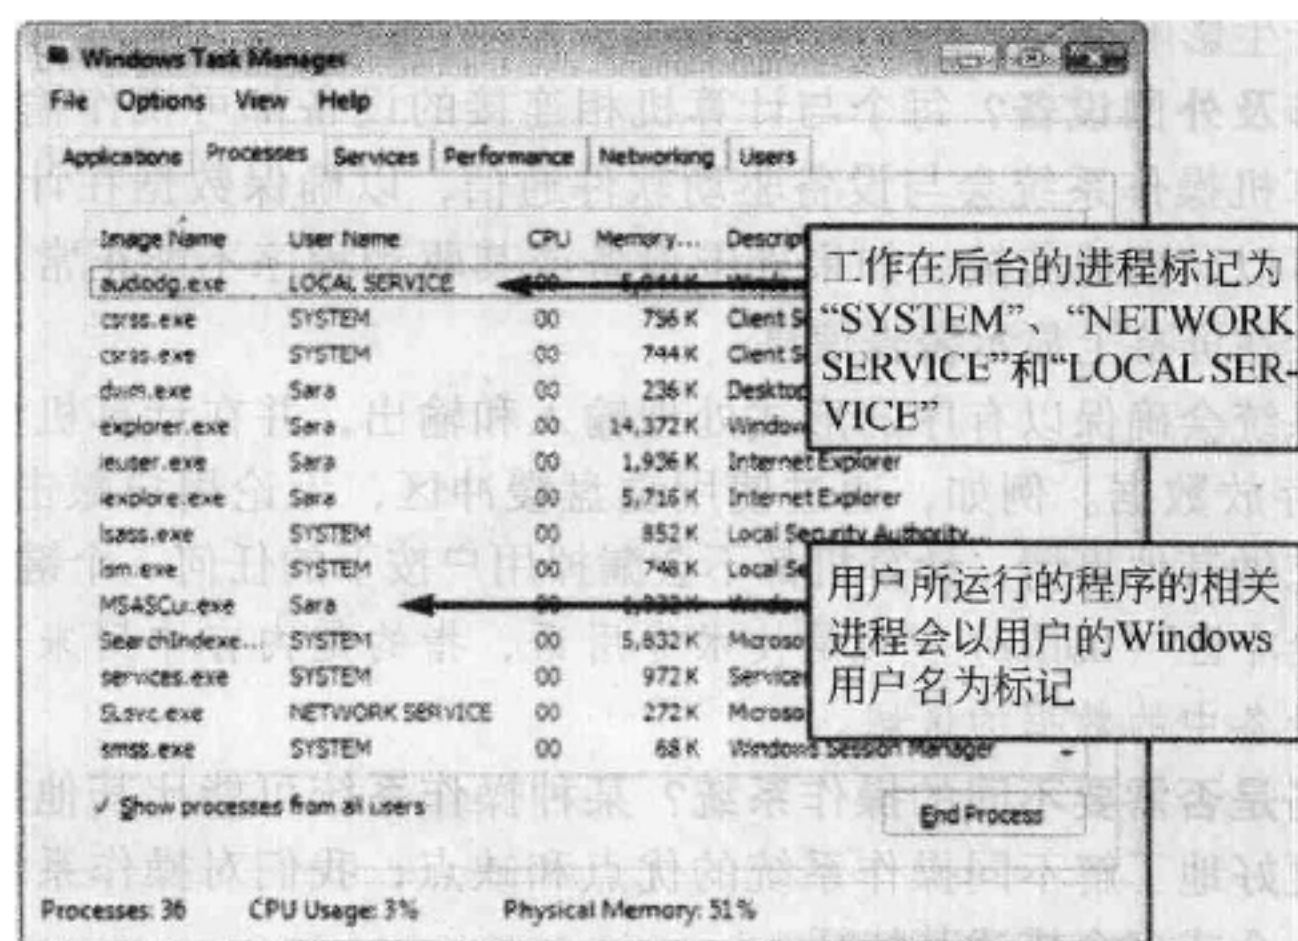 Windows Task Manager
File Options View Help
Applications Processes Services Performance Networking Users
Image Name User Name CPU Memory... Descrip
audiodg.exe LOCAL SERVICE 00 5,044 K Window
csrss.exe SYSTEM 00 756 K Client S
csrss.exe SYSTEM 00 744 K Client S
dwm.exe Sara 00 236 K Desktop
explorer.exe Sara 00 14,372 K Window
ieuser.exe Sara 00 1,936 K Internet Explorer
iexplore.exe Sara 00 5,716 K Internet Explorer
lsass.exe SYSTEM 00 852 K Local Security Authority...
lsm.exe SYSTEM 00 748 K Local Se
MSASCui.exe Sara 00 Window
SearchIndexe... SYSTEM 00 5,832 K Microso
services.exe SYSTEM 00 972 K Services
SLsvc.exe NETWORK SERVICE 00 272 K Microso
smss.exe SYSTEM 00 68 K Windows Session Manager
工作在后台的进程标记为
“SYSTEM”、“NETWORK
SERVICE”和“LOCAL SER-
VICE”
用户所运行的程序的相关
进程会以用户的Windows
用户名为标记
✓ Show processes from all users
End Process
Processes: 36 CPU Usage: 3% Physical Memory: 51%